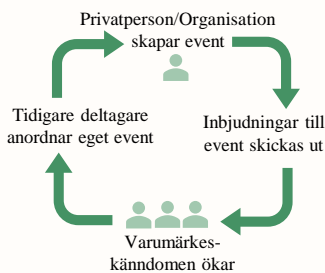 Privatperson/Organisation
skapar event
Inbjudningar till
event skickas ut
Varumärkes-
känndomen ökar
Tidigare deltagare
anordnar eget event